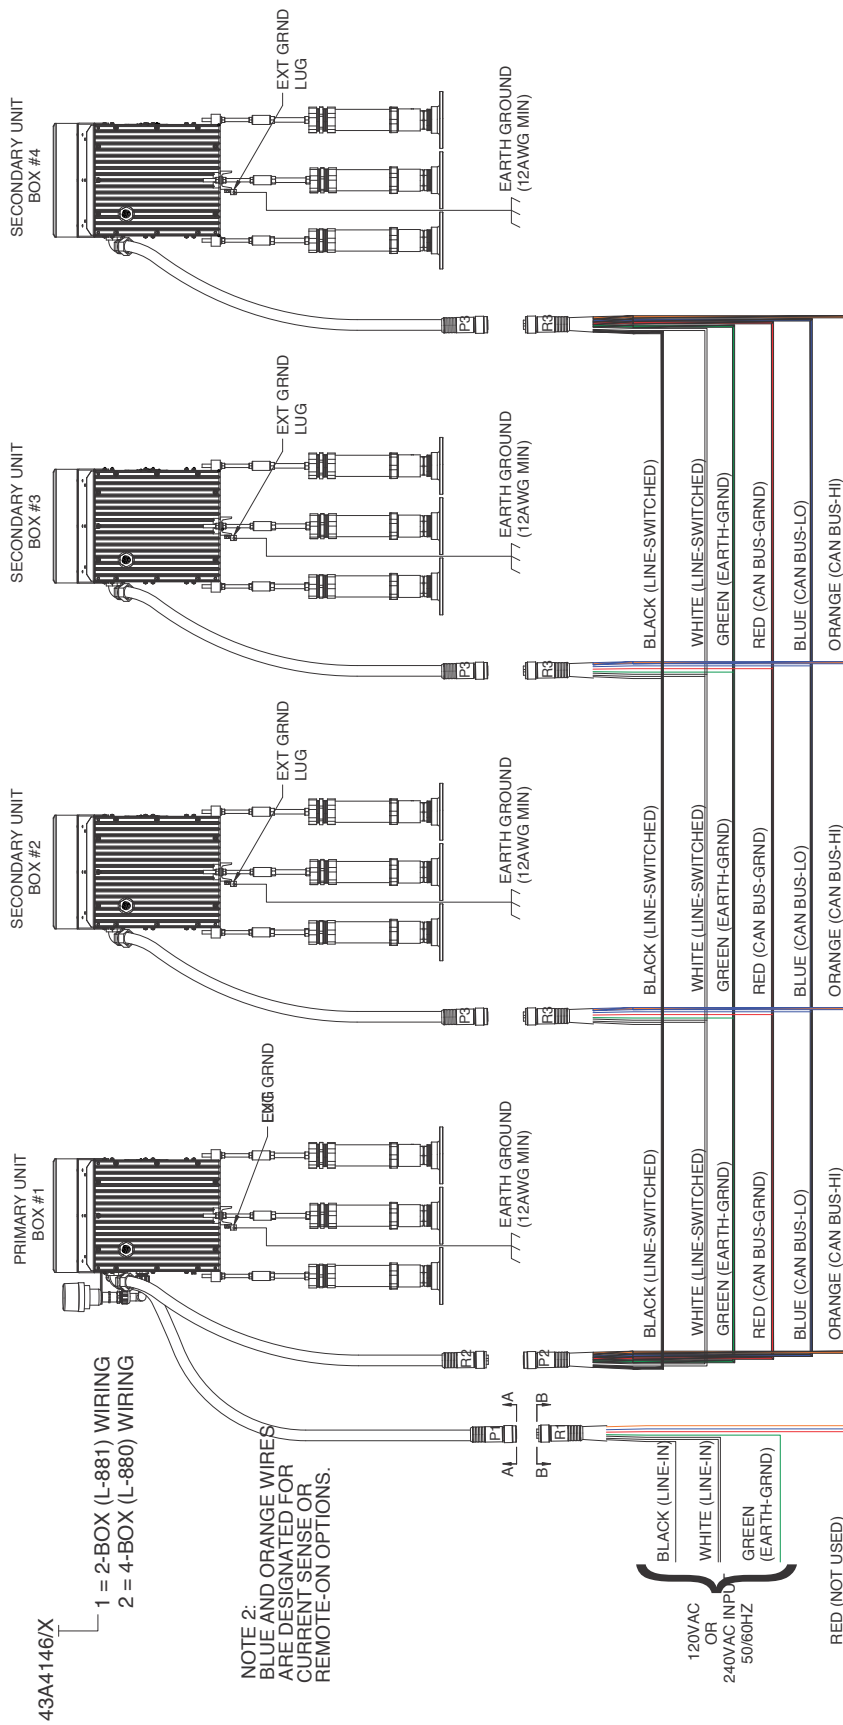 43A4146/X
1 = 2-BOX (L-881) WIRING
2 = 4-BOX (L-880) WIRING
NOTE 2:
BLUE AND ORANGE WIRES
ARE DESIGNATED FOR
CURRENT SENSE OR
REMOTE-ON OPTIONS.
PRIMARY UNIT
BOX #1
SECONDARY UNIT
BOX #2
SECONDARY UNIT
BOX #3
SECONDARY UNIT
BOX #4
EXT GRND
LUG
EXT GRND
LUG
EXT GRND
LUG
EXT GRND
LUG
EARTH GROUND
(12AWG MIN)
EARTH GROUND
(12AWG MIN)
EARTH GROUND
(12AWG MIN)
EARTH GROUND
(12AWG MIN)
P1
R2
P3
P3
P3
A
A
B
B
R1
P2
R3
R3
R3
120VAC
OR
240VAC INPUT
50/60HZ
BLACK (LINE-IN)
WHITE (LINE-IN)
GREEN
(EARTH-GRND)
RED (NOT USED)
BLACK (LINE-SWITCHED)
WHITE (LINE-SWITCHED)
GREEN (EARTH-GRND)
RED (CAN BUS-GRND)
BLUE (CAN BUS-LO)
ORANGE (CAN BUS-HI)
BLACK (LINE-SWITCHED)
WHITE (LINE-SWITCHED)
GREEN (EARTH-GRND)
RED (CAN BUS-GRND)
BLUE (CAN BUS-LO)
ORANGE (CAN BUS-HI)
BLACK (LINE-SWITCHED)
WHITE (LINE-SWITCHED)
GREEN (EARTH-GRND)
RED (CAN BUS-GRND)
BLUE (CAN BUS-LO)
ORANGE (CAN BUS-HI)